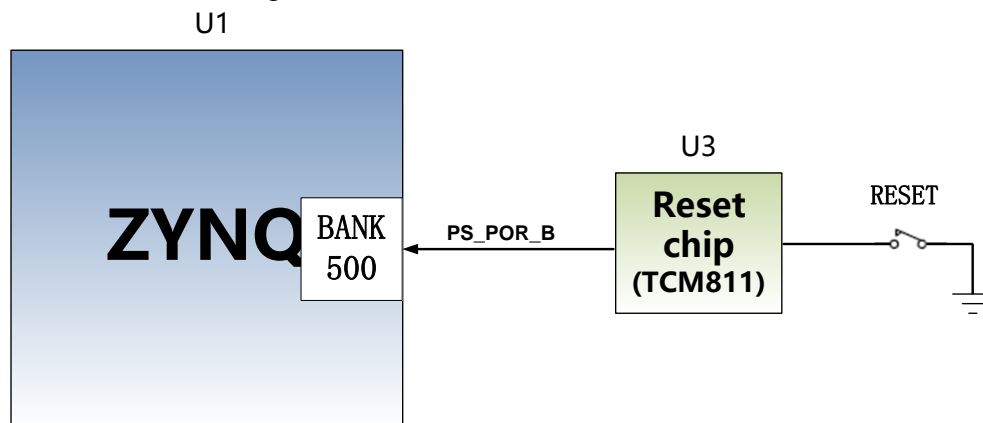 U1
U3
ZYNQ
BANK
500
PS_POR_B
Reset
chip
(TCM811)
RESET